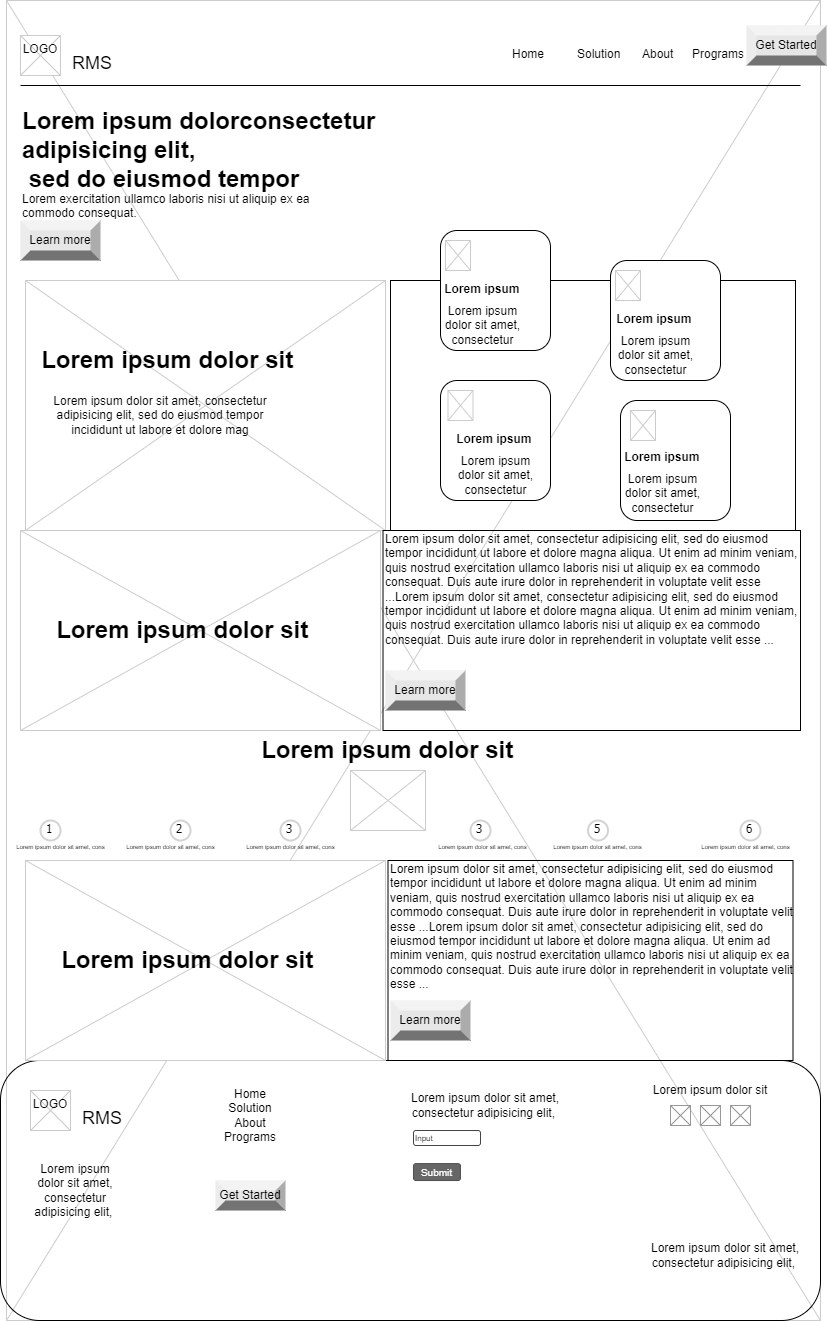 LOGO
RMS
Home
Solution
About
Programs
Get Started
Lorem ipsum dolorconsectetur
adipisicing elit,
sed do eiusmod tempor
Lorem exercitation ullamco laboris nisi ut aliquip ex ea
commodo consequat.
Learn more
Lorem ipsum dolor sit
Lorem ipsum dolor sit amet, consectetur
adipisicing elit, sed do eiusmod tempor
incididunt ut labore et dolore mag
Lorem ipsum
Lorem ipsum
dolor sit amet,
consectetur
Lorem ipsum
Lorem ipsum
dolor sit amet,
consectetur
Lorem ipsum
Lorem ipsum
dolor sit amet,
consectetur
Lorem ipsum
Lorem ipsum
dolor sit amet,
consectetur
Lorem ipsum dolor sit
Lorem ipsum dolor sit amet, consectetur adipisicing elit, sed do eiusmod
tempor incididunt ut labore et dolore magna aliqua. Ut enim ad minim veniam,
quis nostrud exercitation ullamco laboris nisi ut aliquip ex ea commodo
consequat. Duis aute irure dolor in reprehenderit in voluptate velit esse
...Lorem ipsum dolor sit amet, consectetur adipisicing elit, sed do eiusmod
tempor incididunt ut labore et dolore magna aliqua. Ut enim ad minim veniam,
quis nostrud exercitation ullamco laboris nisi ut aliquip ex ea commodo
consequat. Duis aute irure dolor in reprehenderit in voluptate velit esse ...
Learn more
Lorem ipsum dolor sit
1
2
3
3
5
6
Lorem ipsum dolor sit amet, cons
Lorem ipsum dolor sit amet, cons
Lorem ipsum dolor sit amet, cons
Lorem ipsum dolor sit amet, cons
Lorem ipsum dolor sit amet, cons
Lorem ipsum dolor sit amet, cons
Lorem ipsum dolor sit
Lorem ipsum dolor sit amet, consectetur adipisicing elit, sed do eiusmod
tempor incididunt ut labore et dolore magna aliqua. Ut enim ad minim
veniam, quis nostrud exercitation ullamco laboris nisi ut aliquip ex ea
commodo consequat. Duis aute irure dolor in reprehenderit in voluptate velit
esse ...Lorem ipsum dolor sit amet, consectetur adipisicing elit, sed do
eiusmod tempor incididunt ut labore et dolore magna aliqua. Ut enim ad
minim veniam, quis nostrud exercitation ullamco laboris nisi ut aliquip ex ea
commodo consequat. Duis aute irure dolor in reprehenderit in voluptate velit
esse ...
Learn more
LOGO
RMS
Lorem ipsum
dolor sit amet,
consectetur
adipisicing elit,
Home
Solution
About
Programs
Get Started
Lorem ipsum dolor sit amet,
consectetur adipisicing elit,
Input
Submit
Lorem ipsum dolor sit
Lorem ipsum dolor sit amet,
consectetur adipisicing elit,